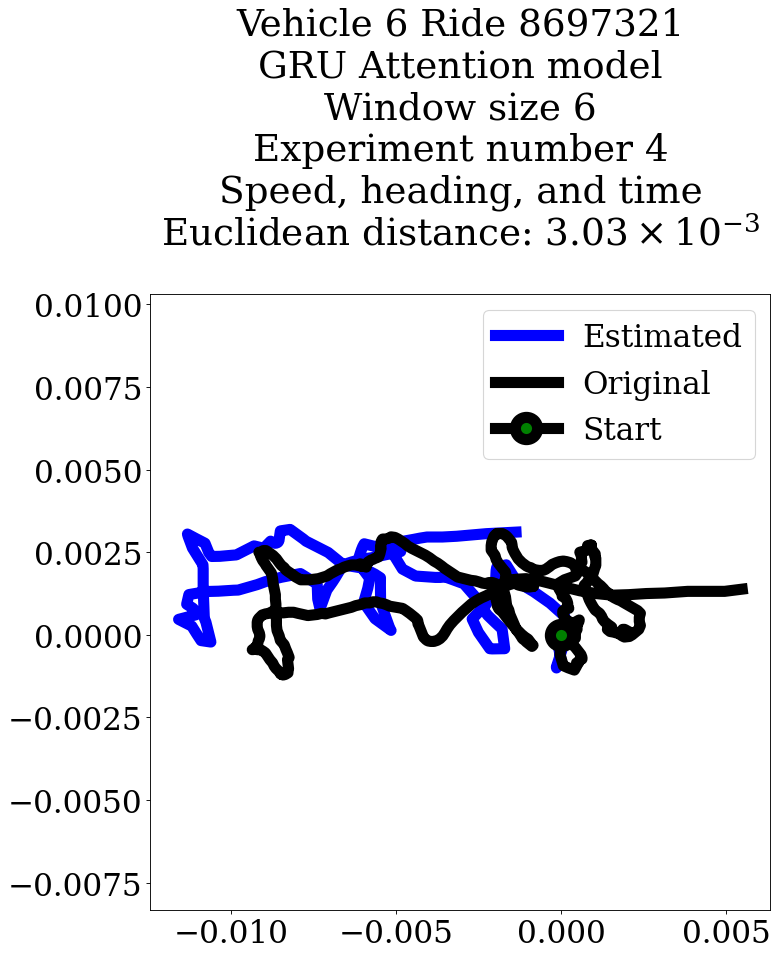 Vehicle 6 Ride 8697321
GRU Attention model
Window size 6
Experiment number 4
Speed, heading, and time
Euclidean distance: 3.03 × 10⁻³
Estimated
Original
Start
0.0100
0.0075
0.0050
0.0025
0.0000
−0.0025
−0.0050
−0.0075
−0.010
−0.005
0.000
0.005